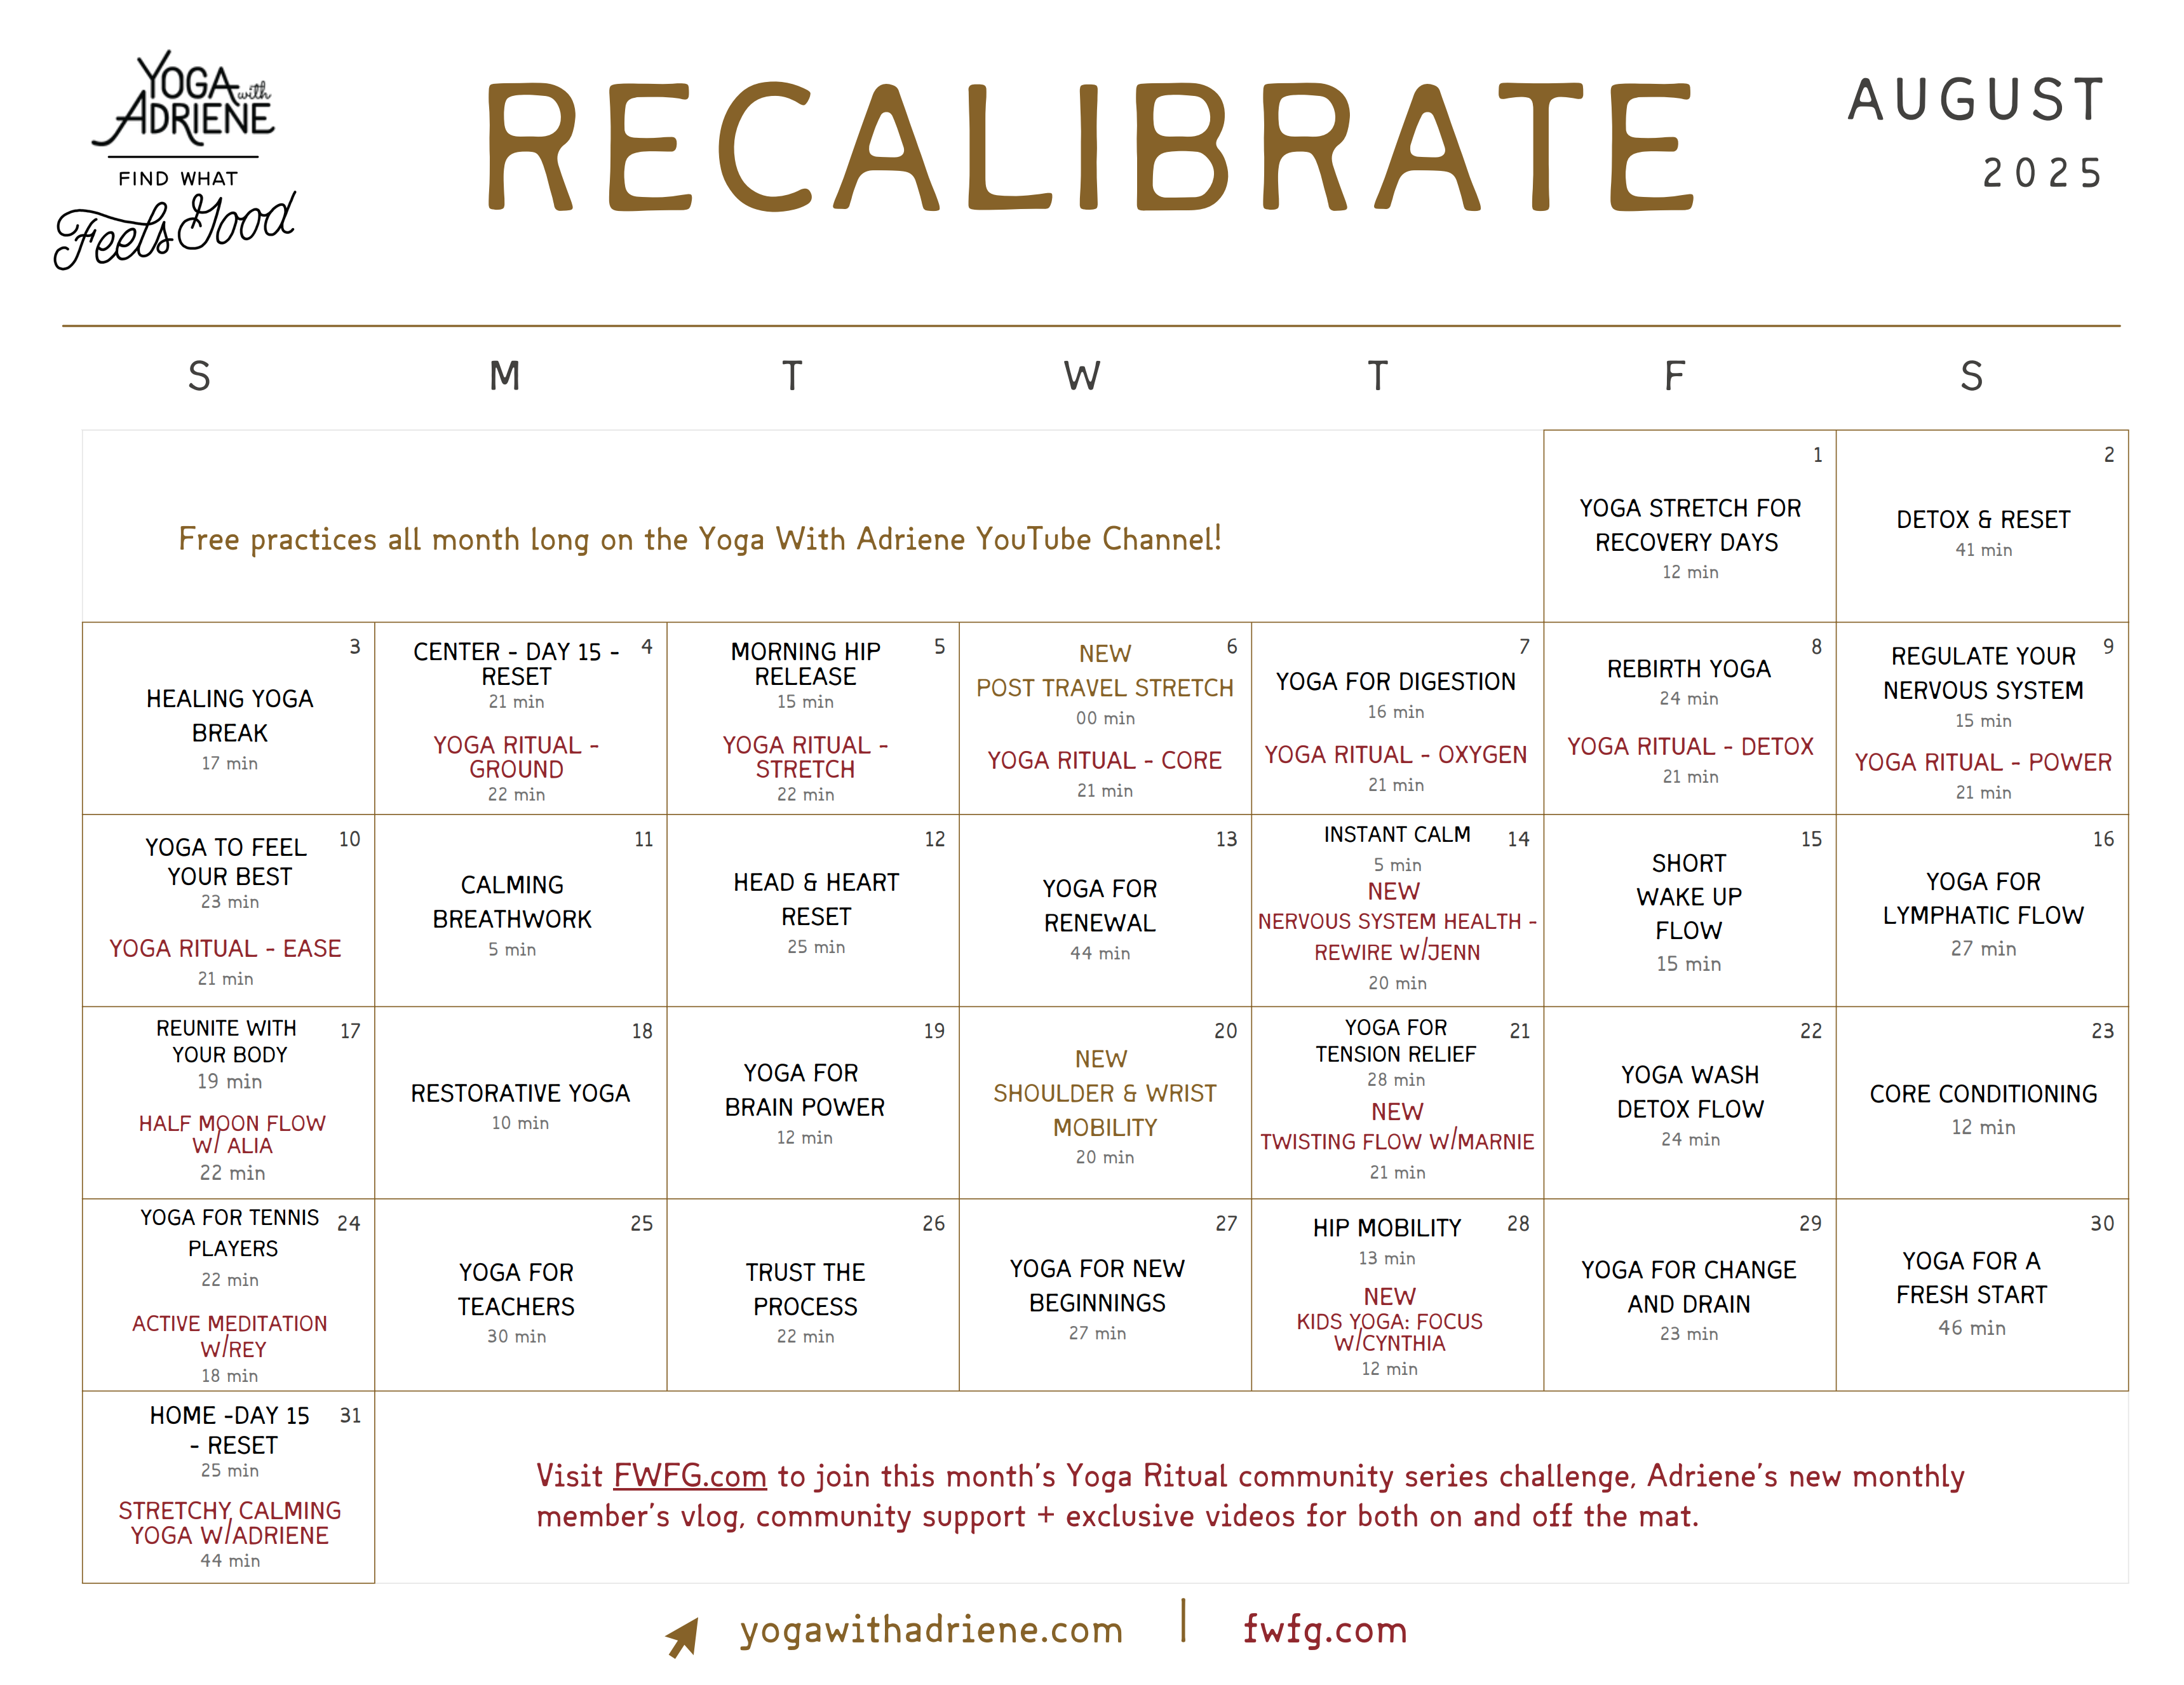 YOGA with
ADRIENE
FIND WHAT
Feels Good
RECALIBRATE
AUGUST
2025
S M T W T F S
Free practices all month long on the Yoga With Adriene YouTube Channel!
1
YOGA STRETCH FOR
RECOVERY DAYS
12 min
2
DETOX & RESET
41 min
3
HEALING YOGA
BREAK
17 min
4
CENTER - DAY 15 -
RESET
21 min
YOGA RITUAL -
GROUND
22 min
5
MORNING HIP
RELEASE
15 min
YOGA RITUAL -
STRETCH
22 min
6
NEW
POST TRAVEL STRETCH
00 min
YOGA RITUAL - CORE
21 min
7
YOGA FOR DIGESTION
16 min
YOGA RITUAL - OXYGEN
21 min
8
REBIRTH YOGA
24 min
YOGA RITUAL - DETOX
21 min
9
REGULATE YOUR
NERVOUS SYSTEM
15 min
YOGA RITUAL - POWER
21 min
10
YOGA TO FEEL
YOUR BEST
23 min
YOGA RITUAL - EASE
21 min
11
CALMING
BREATHWORK
5 min
12
HEAD & HEART
RESET
25 min
13
YOGA FOR
RENEWAL
44 min
14
INSTANT CALM
5 min
NEW
NERVOUS SYSTEM HEALTH -
REWIRE W/JENN
20 min
15
SHORT
WAKE UP
FLOW
15 min
16
YOGA FOR
LYMPHATIC FLOW
27 min
17
REUNITE WITH
YOUR BODY
19 min
HALF MOON FLOW
W/ ALIA
22 min
18
RESTORATIVE YOGA
10 min
19
YOGA FOR
BRAIN POWER
12 min
20
NEW
SHOULDER & WRIST
MOBILITY
20 min
21
YOGA FOR
TENSION RELIEF
28 min
NEW
TWISTING FLOW W/MARNIE
21 min
22
YOGA WASH
DETOX FLOW
24 min
23
CORE CONDITIONING
12 min
24
YOGA FOR TENNIS
PLAYERS
22 min
ACTIVE MEDITATION
W/REY
18 min
25
YOGA FOR
TEACHERS
30 min
26
TRUST THE
PROCESS
22 min
27
YOGA FOR NEW
BEGINNINGS
27 min
28
HIP MOBILITY
13 min
NEW
KIDS YOGA: FOCUS
W/CYNTHIA
12 min
29
YOGA FOR CHANGE
AND DRAIN
23 min
30
YOGA FOR A
FRESH START
46 min
31
HOME -DAY 15
- RESET
25 min
STRETCHY CALMING
YOGA W/ADRIENE
44 min
Visit FWFG.com to join this month's Yoga Ritual community series challenge, Adriene's new monthly
member's vlog, community support + exclusive videos for both on and off the mat.
yogawithadriene.com | fwfg.com